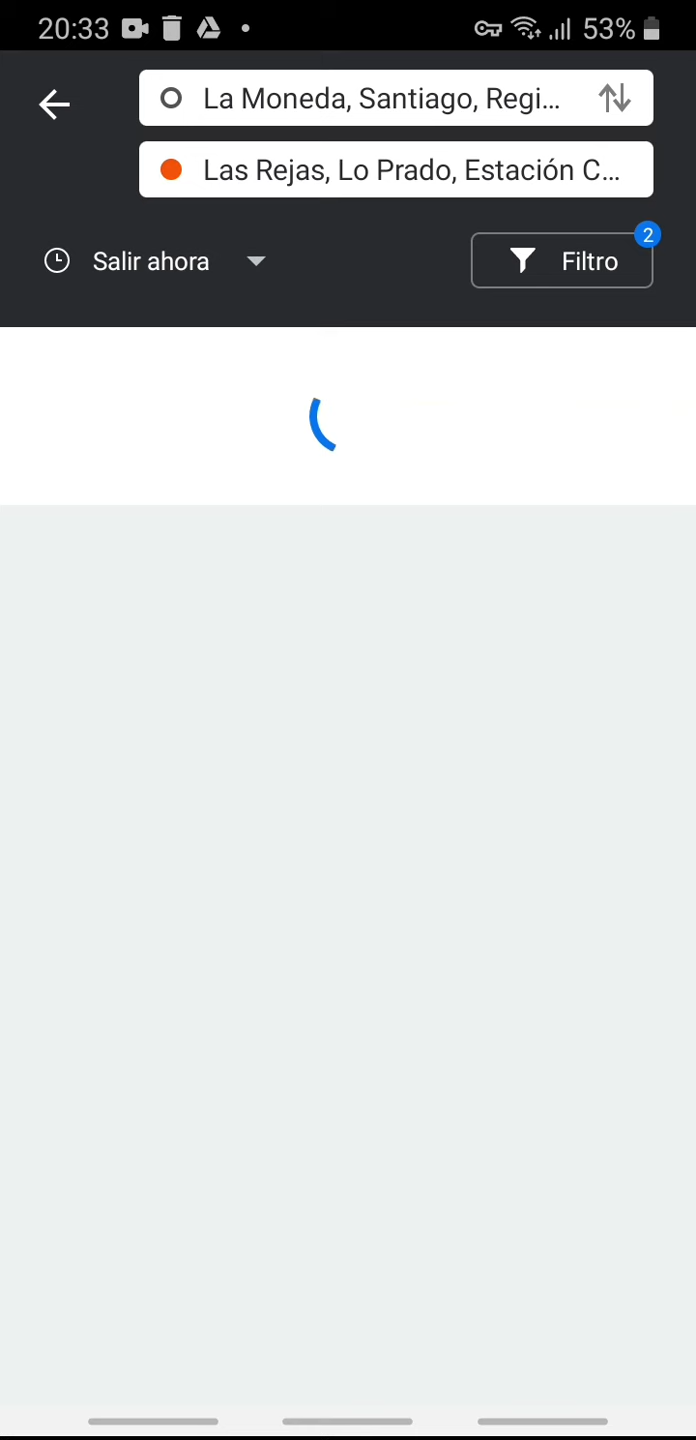 20:33
53%
La Moneda, Santiago, Regi...
Las Rejas, Lo Prado, Estación C...
Salir ahora
2
Filtro